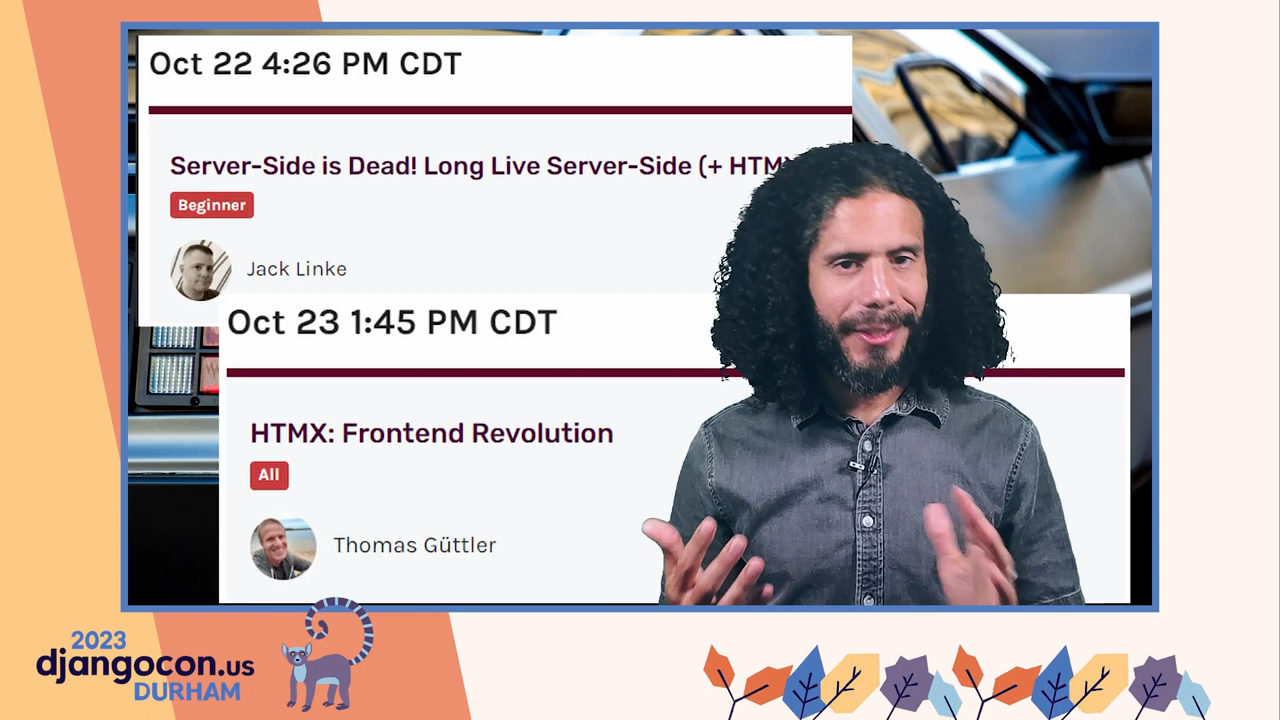 Oct 22 4:26 PM CDT
Server-Side is Dead! Long Live Server-Side (+
Beginner
Jack Linke
Oct 23 1:45 PM CDT
HTMX: Frontend Revolution
All
Thomas Güttler
2023
djangocon.us
DURHAM